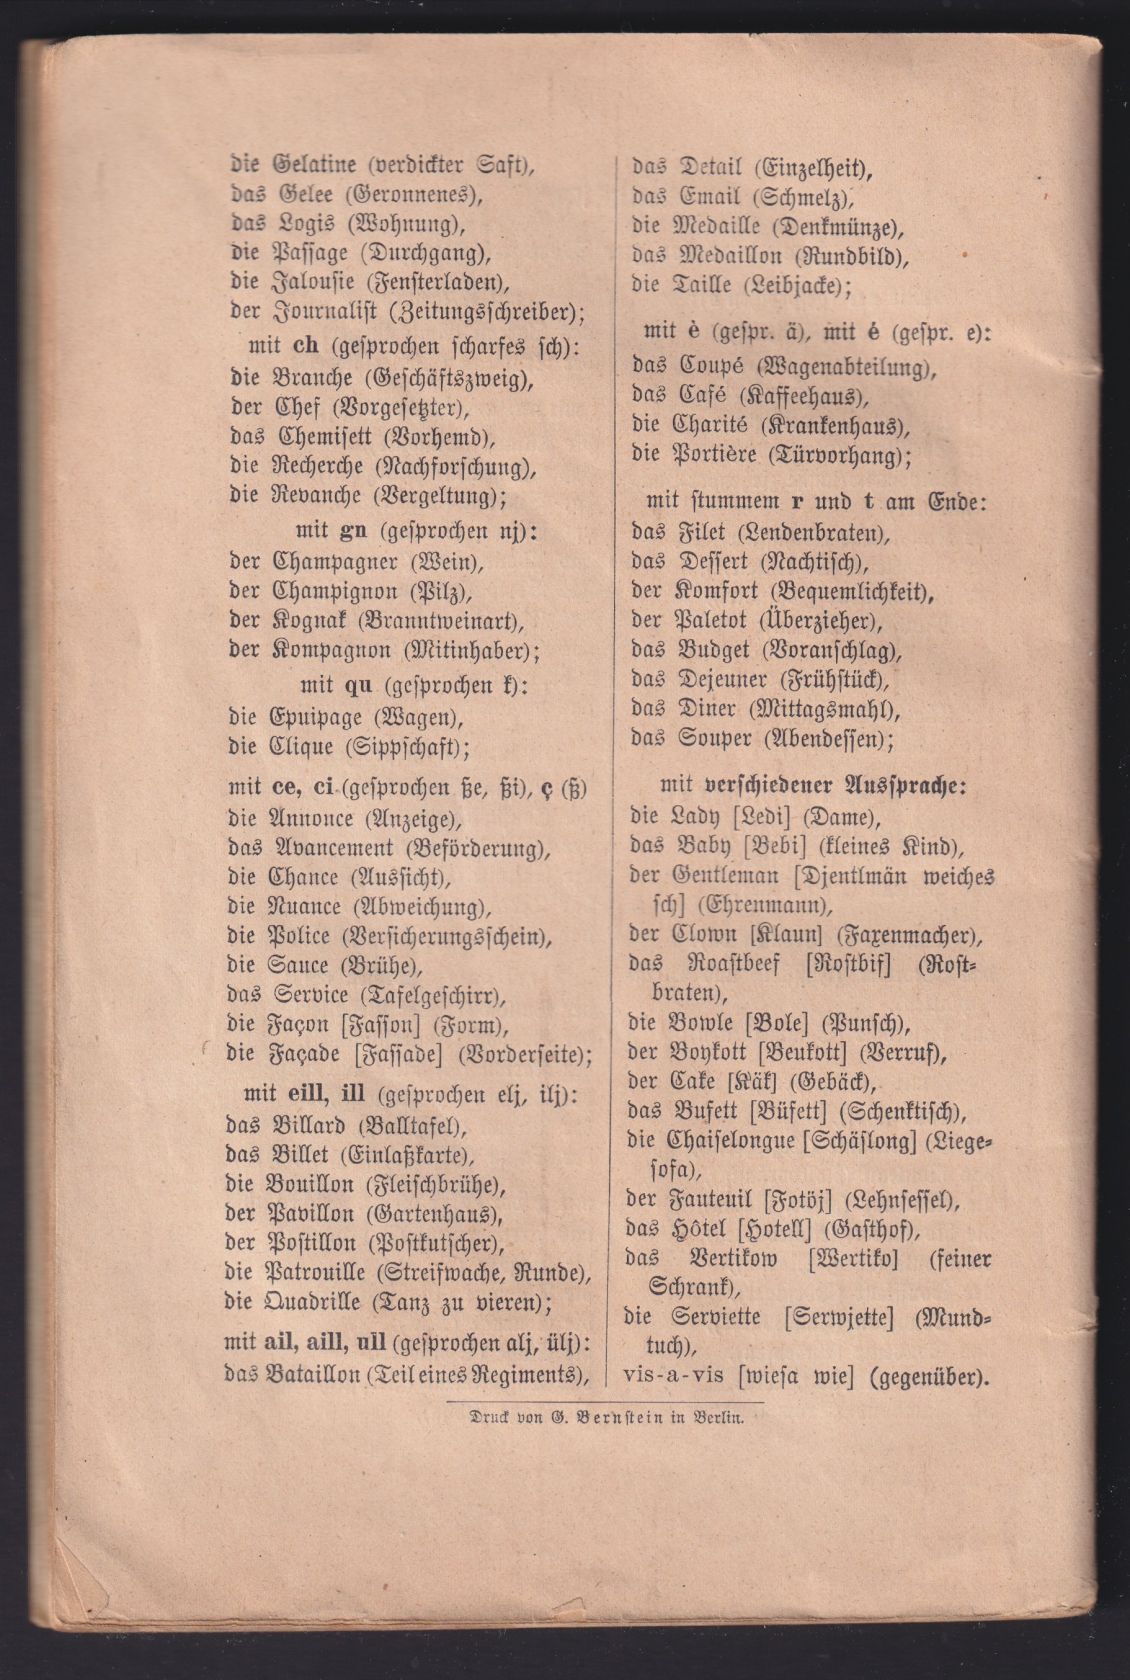 die Gelatine (verdickter Saft),
das Gelee (Geronnenes),
das Logis (Wohnung),
die Passage (Durchgang),
die Jalousie (Fensterladen),
der Journalist (Zeitungsschreiber);
mit ch (gesprochen scharfes sch):
die Branche (Geschäftszweig),
der Chef (Vorgesetzter),
das Chemisett (Vorhemd),
die Recherche (Nachforschung),
die Revanche (Vergeltung);
mit gn (gesprochen nj):
der Champagner (Wein),
der Champignon (Pilz),
der Kognak (Branntweinart),
der Kompagnon (Mitinhaber);
mit qu (gesprochen k):
die Epuipage (Wagen),
die Clique (Sippschaft);
mit ce, ci (gesprochen ße, ßi), ç (ß)
die Annonce (Anzeige),
das Avancement (Beförderung),
die Chance (Aussicht),
die Nuance (Abweichung),
die Police (Versicherungsschein),
die Sauce (Brühe),
das Service (Tafelgeschirr),
die Façon [Fasson] (Form),
die Façade [Fassade] (Vorderseite);
mit eill, ill (gesprochen elj, ilj):
das Billard (Balltafel),
das Billet (Einlaßkarte),
die Bouillon (Fleischbrühe),
der Pavillon (Gartenhaus),
der Postillon (Postkutscher),
die Patrouille (Streifwache, Runde),
die Quadrille (Tanz zu vieren);
mit ail, aill, uil (gesprochen alj, ülj):
das Bataillon (Teil eines Regiments),
das Detail (Einzelheit),
das Email (Schmelz),
die Medaille (Denkmünze),
das Medaillon (Rundbild),
die Taille (Leibjacke);
mit è (gespr. ä), mit é (gespr. e):
das Coupé (Wagenabteilung),
das Café (Kaffeehaus),
die Charité (Krankenhaus),
die Portière (Türvorhang);
mit stummem r und t am Ende:
das Filet (Lendenbraten),
das Dessert (Nachtisch),
der Komfort (Bequemlichkeit),
der Paletot (Überzieher),
das Budget (Voranschlag),
das Dejeuner (Frühstück),
das Diner (Mittagsmahl),
das Souper (Abendessen);
mit verschiedener Aussprache:
die Lady [Ledi] (Dame),
das Baby [Bebi] (kleines Kind),
der Gentleman [Djentlmän weiches
sch] (Ehrenmann),
der Clown [Klaun] (Faxenmacher),
das Roastbeef [Rostbif] (Rost-
braten),
die Bowle [Bole] (Punsch),
der Boykott [Beukott] (Verruf),
der Cake [Käk] (Gebäck),
das Bufett [Büfett] (Schenktisch),
die Chaiselongue [Schäslong] (Liege-
sofa),
der Fauteuil [Fotöj] (Lehnsessel),
das Hôtel [Hotell] (Gasthof),
das Vertikow [Wertiko] (feiner
Schrank),
die Serviette [Serwjette] (Mund-
tuch),
vis-a-vis [wiesa wie] (gegenüber).
Druck von G. Bernstein in Berlin.